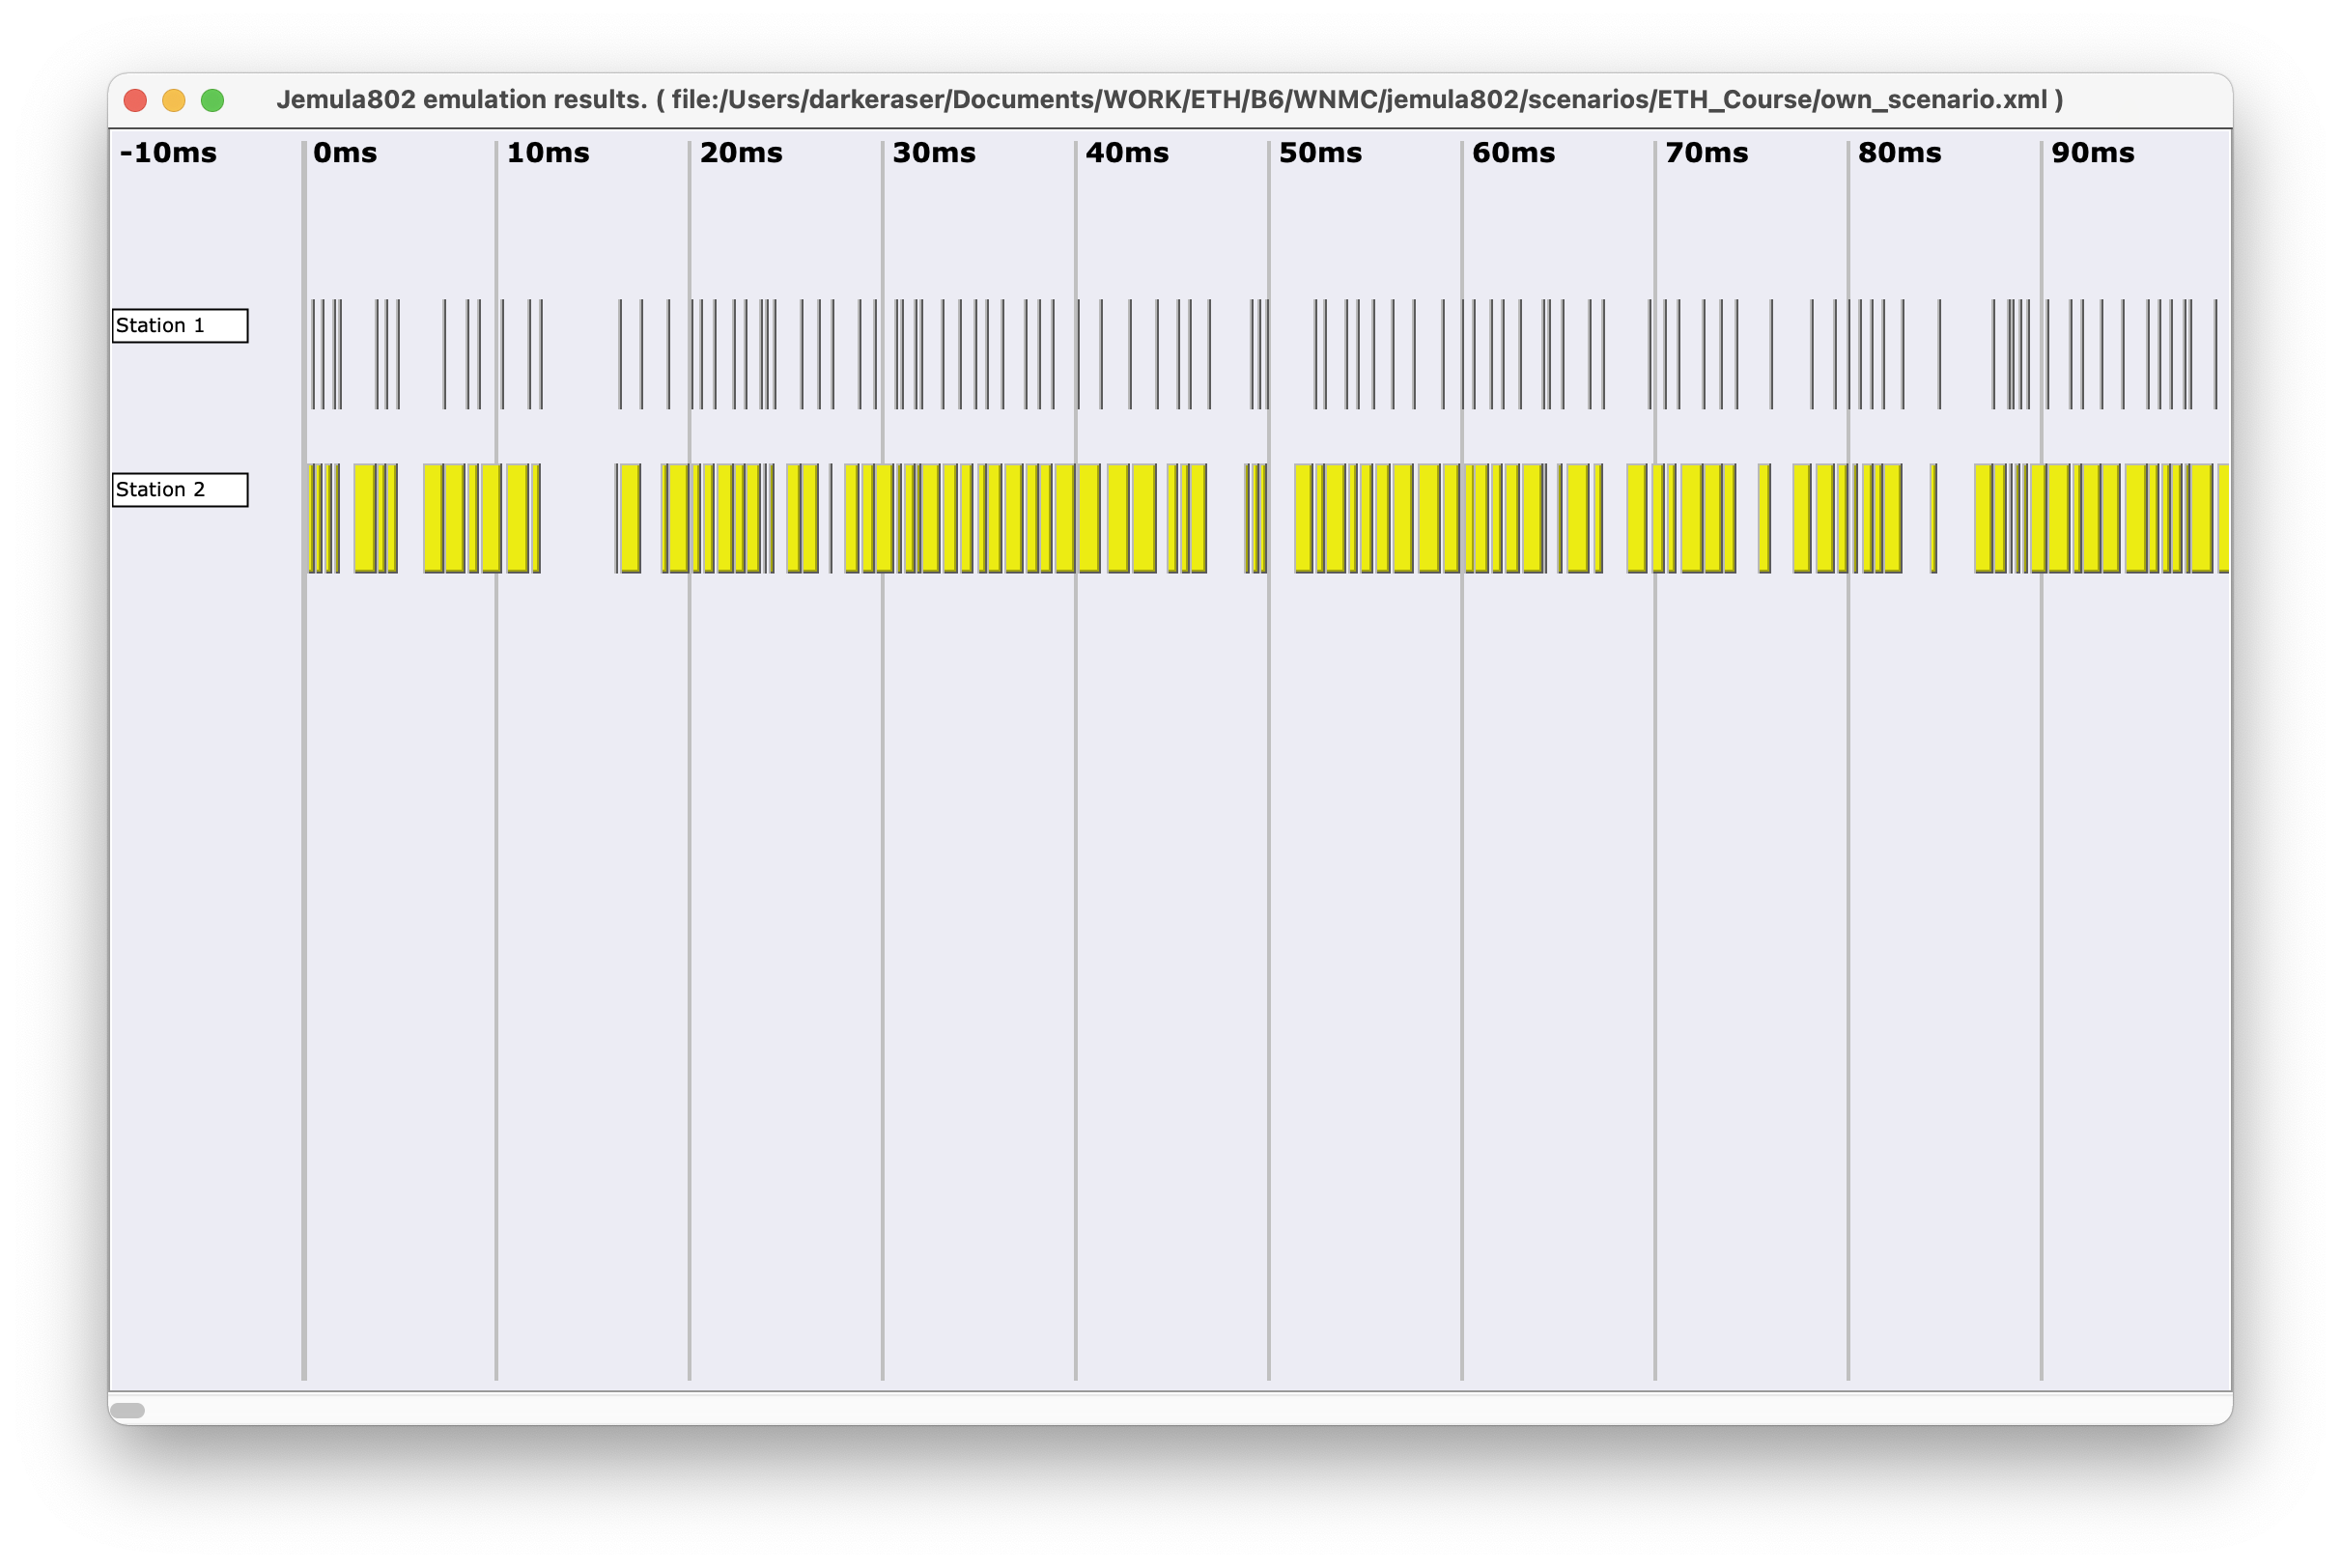 Jemula802 emulation results. ( file:/Users/darkeraser/Documents/WORK/ETH/B6/WNMC/jemula802/scenarios/ETH_Course/own_scenario.xml )
-10ms 0ms 10ms 20ms 30ms 40ms 50ms 60ms 70ms 80ms 90ms
Station 1
Station 2